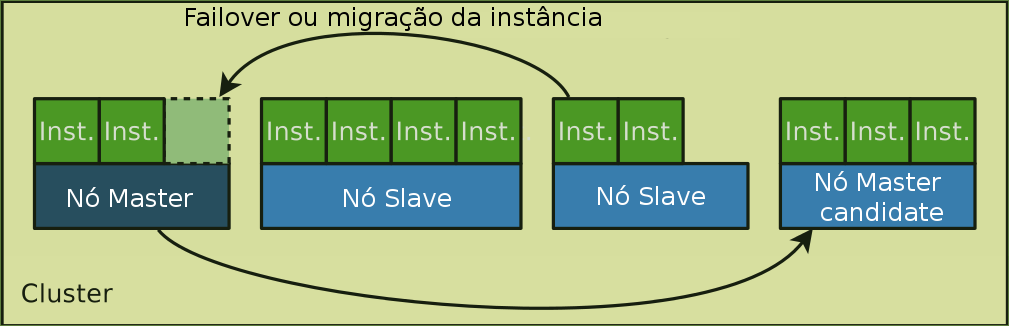 Failover ou migração da instância
Inst. Inst.
Inst. Inst. Inst. Inst.
Inst. Inst.
Inst. Inst. Inst.
Nó Master
Nó Slave
Nó Slave
Nó Master
candidate
Cluster